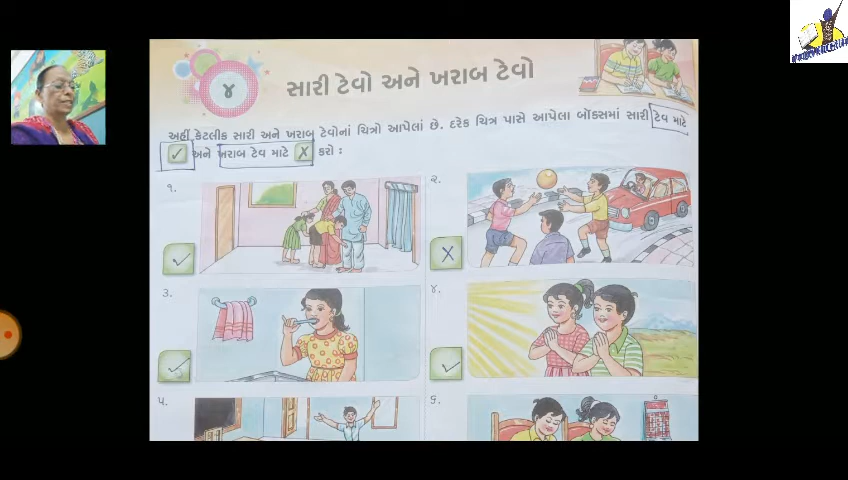 ૪
સારી ટેવો અને ખરાબ ટેવો
અહીં કેટલીક સારી અને ખરાબ ટેવોનાં ચિત્રો આપેલાં છે. દરેક ચિત્ર પાસે આપેલા બૉક્સમાં સારી ટેવ માટે
✓ અને ખરાબ ટેવ માટે ✗ કરો :
૧.
૨.
૩.
૪.
૫.
૬.